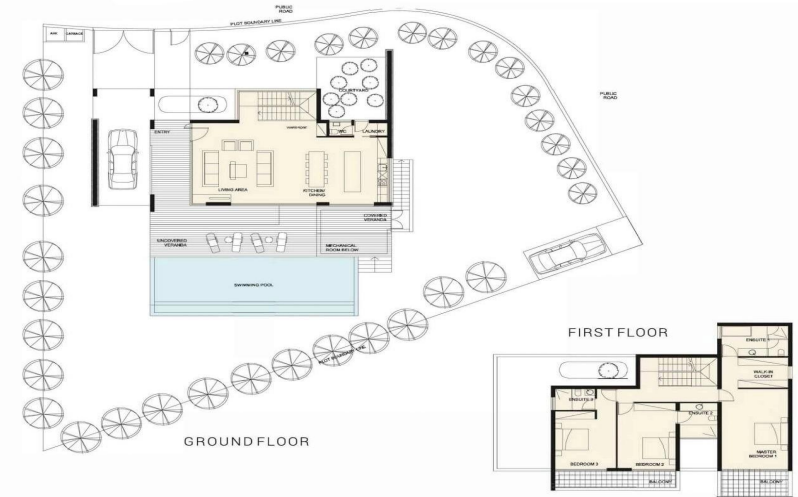 PUBLIC
ROAD
PLOT BOUNDARY LINE
GARBAGE
PUBLIC
ROAD
COURTYARD
ENTRY
WC
LAUNDRY
LIVING AREA
KITCHEN/
DINING
COVERED
VERANDA
UNCOVERED
VERANDA
MECHANICAL
ROOM BELOW
SWIMMING POOL
PLOT BOUNDARY LINE
GROUND FLOOR
FIRST FLOOR
ENSUITE 1
WALK-IN
CLOSET
ENSUITE 3
ENSUITE 2
MASTER
BEDROOM 1
BEDROOM 3
BEDROOM 2
BALCONY
BALCONY